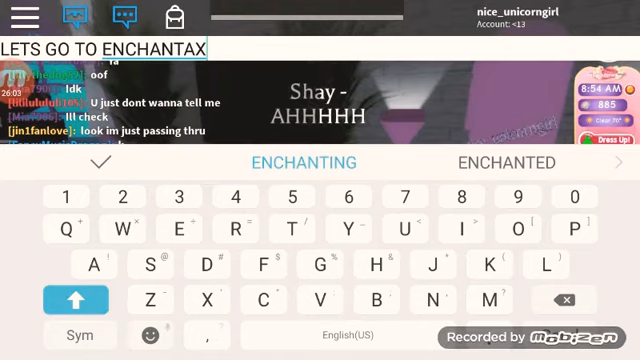 nice_unicorngirl
Account: <13
LETS GO TO ENCHANTAX
oof
26:03
Idk
U just dont wanna tell me
Ill check
[jin1fanlove]: look im just passing thru
Shay -
AHHHHH
8:54 AM
885
Clear 70°
Dress Up!
ENCHANTING ENCHANTED
1 2 3 4 5 6 7 8 9 0
Q + W × E ÷ R = T / Y _ U < I > O [ P ]
A ! S @ D # F $ G % H & J * K ( L )
Z - X ' C " V : B ; N , M ?
Sym , English(US)
Recorded by MOBIZEN